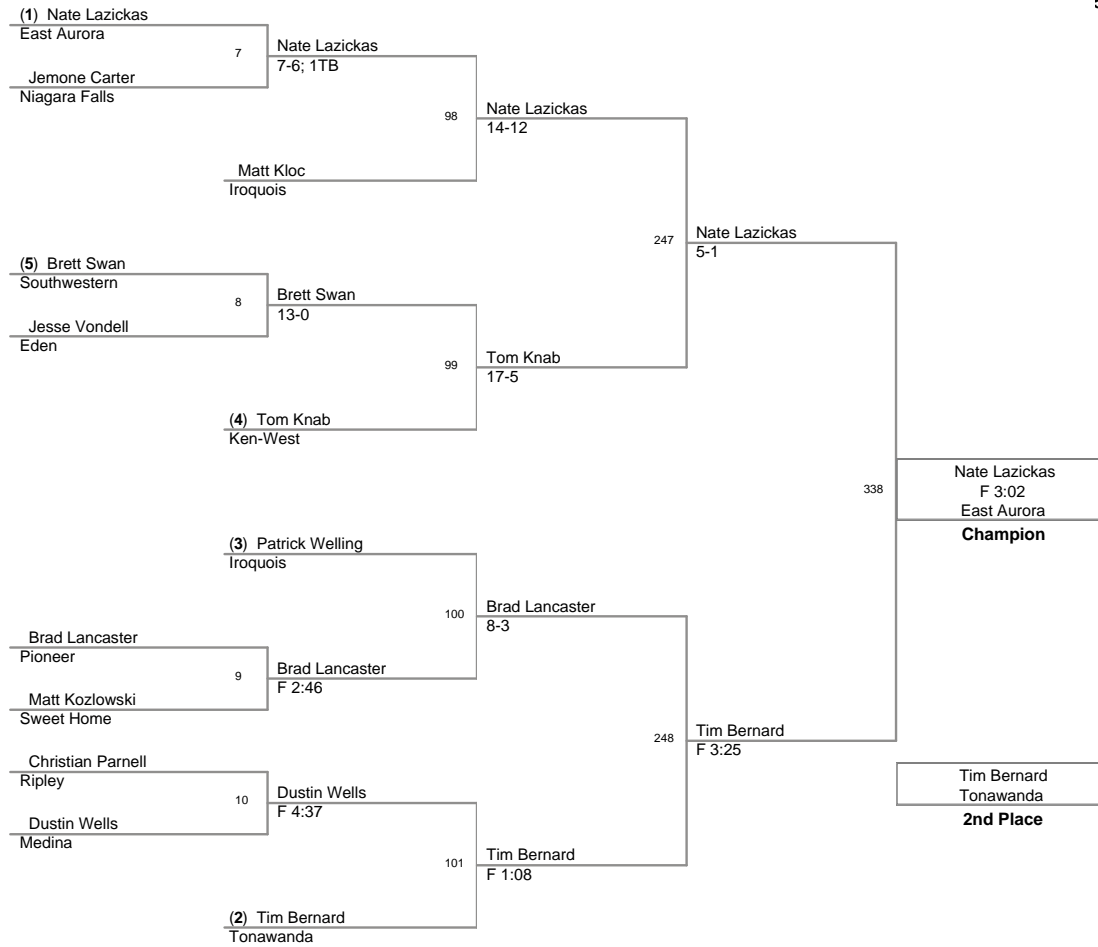 (1) Nate Lazickas
East Aurora
7
Nate Lazickas
7-6; 1TB
Jemone Carter
Niagara Falls
98
Nate Lazickas
14-12
Matt Kloc
Iroquois
247
Nate Lazickas
5-1
(5) Brett Swan
Southwestern
8
Brett Swan
13-0
Jesse Vondell
Eden
99
Tom Knab
17-5
(4) Tom Knab
Ken-West
338
Nate Lazickas
F 3:02
East Aurora
Champion
(3) Patrick Welling
Iroquois
100
Brad Lancaster
8-3
Brad Lancaster
Pioneer
9
Brad Lancaster
F 2:46
Matt Kozlowski
Sweet Home
248
Tim Bernard
F 3:25
Christian Parnell
Ripley
10
Dustin Wells
F 4:37
Dustin Wells
Medina
101
Tim Bernard
F 1:08
(2) Tim Bernard
Tonawanda
Tim Bernard
Tonawanda
2nd Place